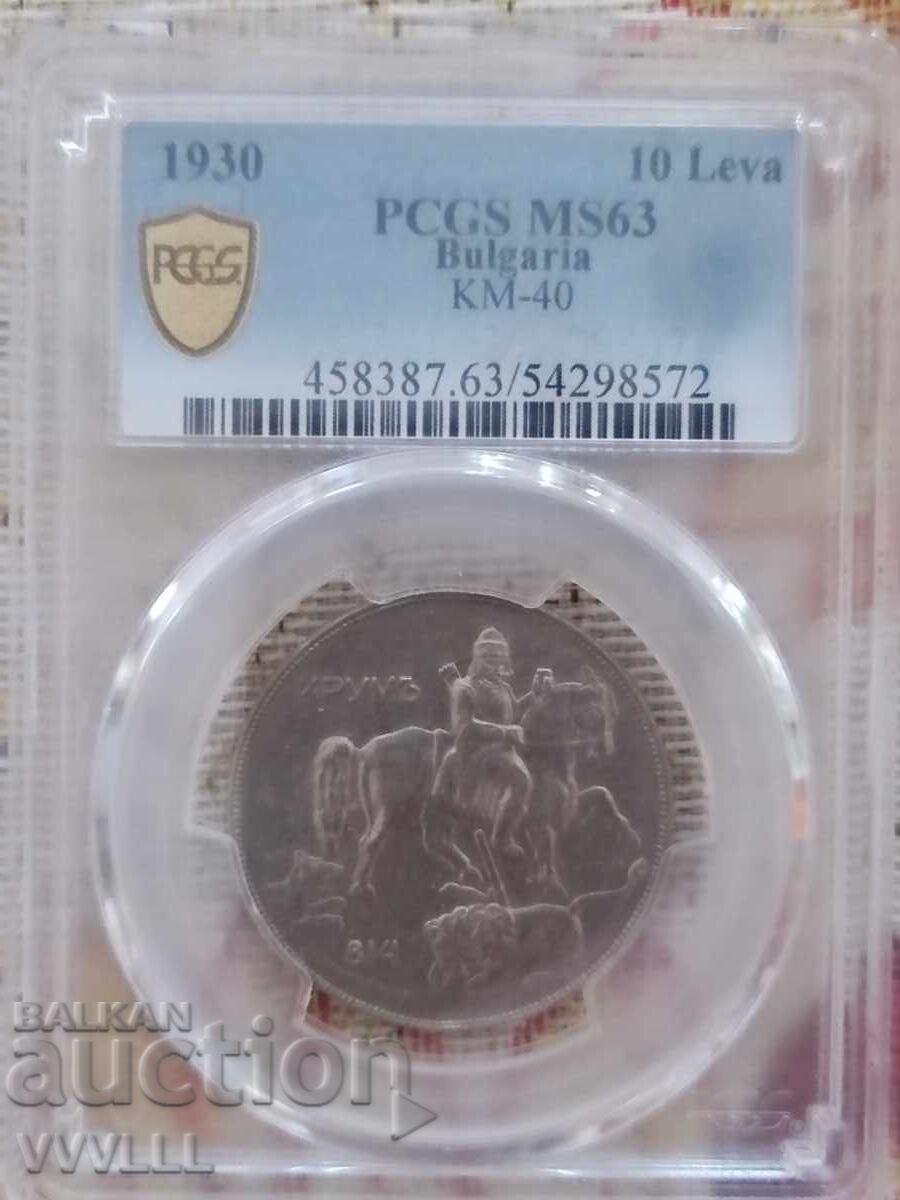 1930 10 Leva
PCGS MS63
PCGS
Bulgaria
KM-40
458387.63/54298572
КРУМЪ
814
BALKAN
auction
VVVLLL